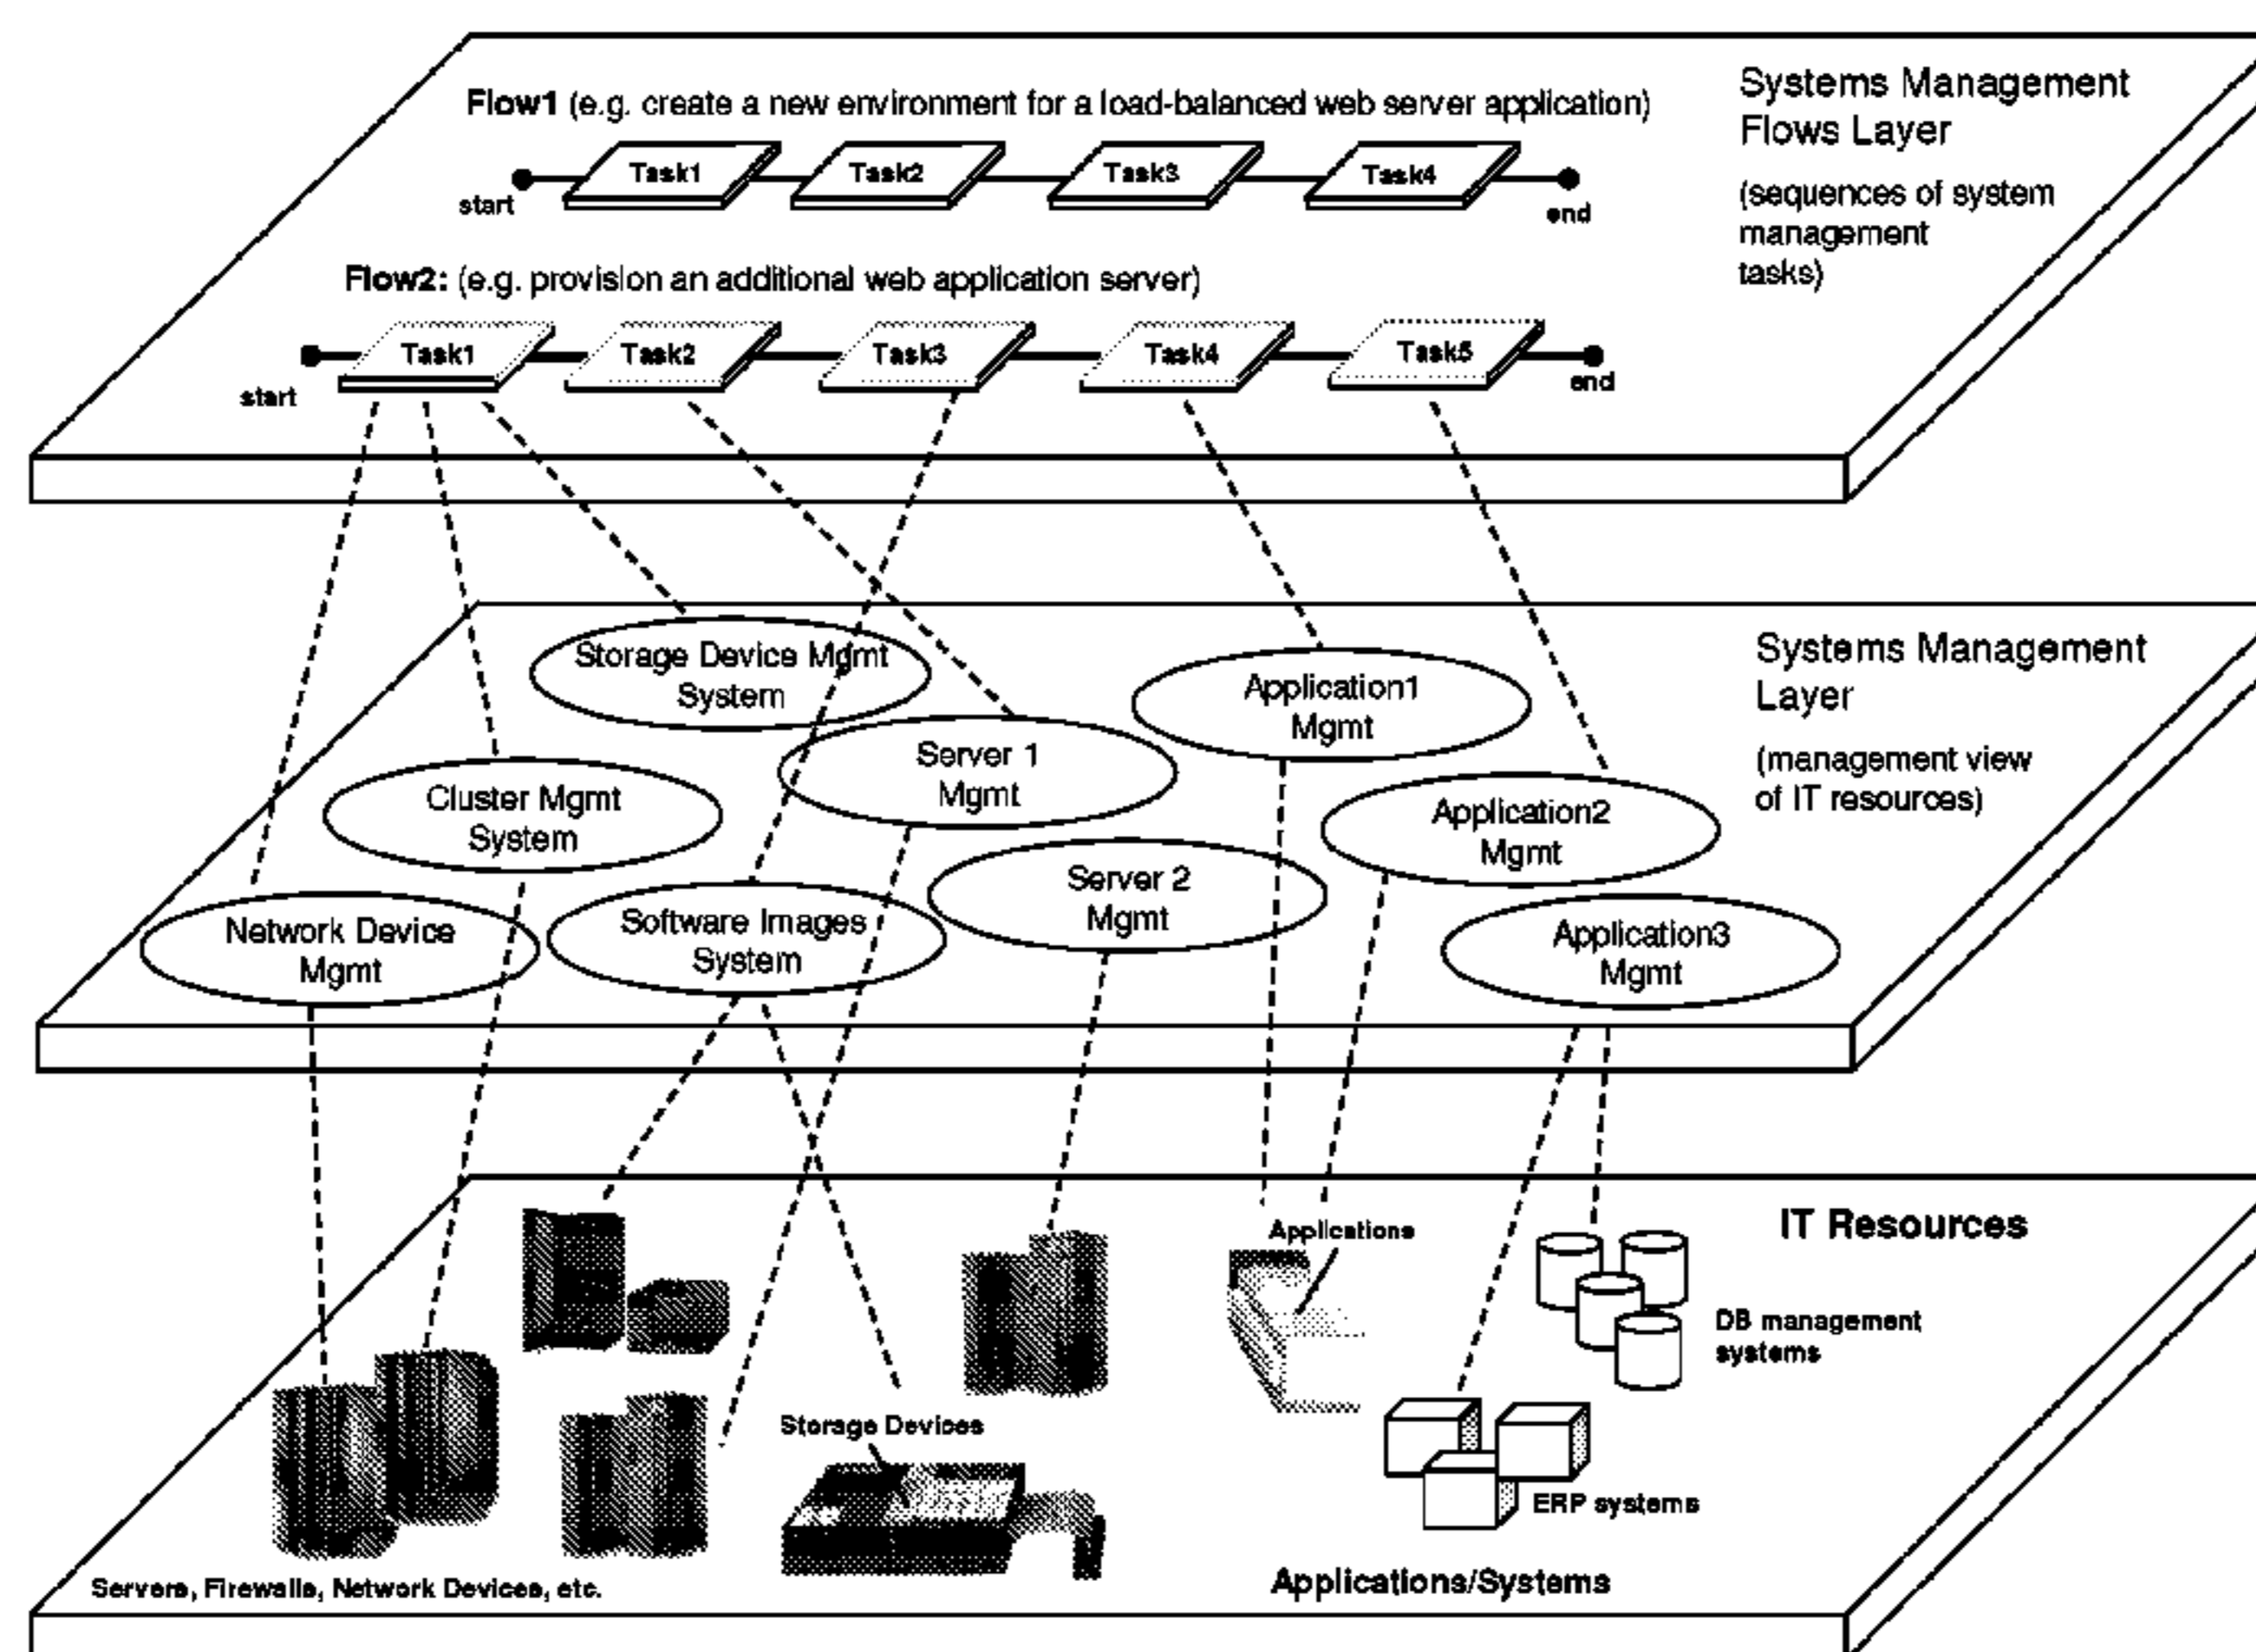 Flow1 (e.g. create a new environment for a load-balanced web server application)
Task1
Task2
Task3
Task4
start
end
Systems Management
Flows Layer
(sequences of system
management
tasks)
Flow2: (e.g. provision an additional web application server)
Task1
Task2
Task3
Task4
Task5
start
end
Systems Management
Layer
(management view
of IT resources)
Storage Device Mgmt
System
Application1
Mgmt
Server 1
Mgmt
Cluster Mgmt
System
Application2
Mgmt
Server 2
Mgmt
Network Device
Mgmt
Software Images
System
Application3
Mgmt
IT Resources
Applications
DB management
systems
Storage Devices
ERP systems
Servers, Firewalls, Network Devices, etc.
Applications/Systems